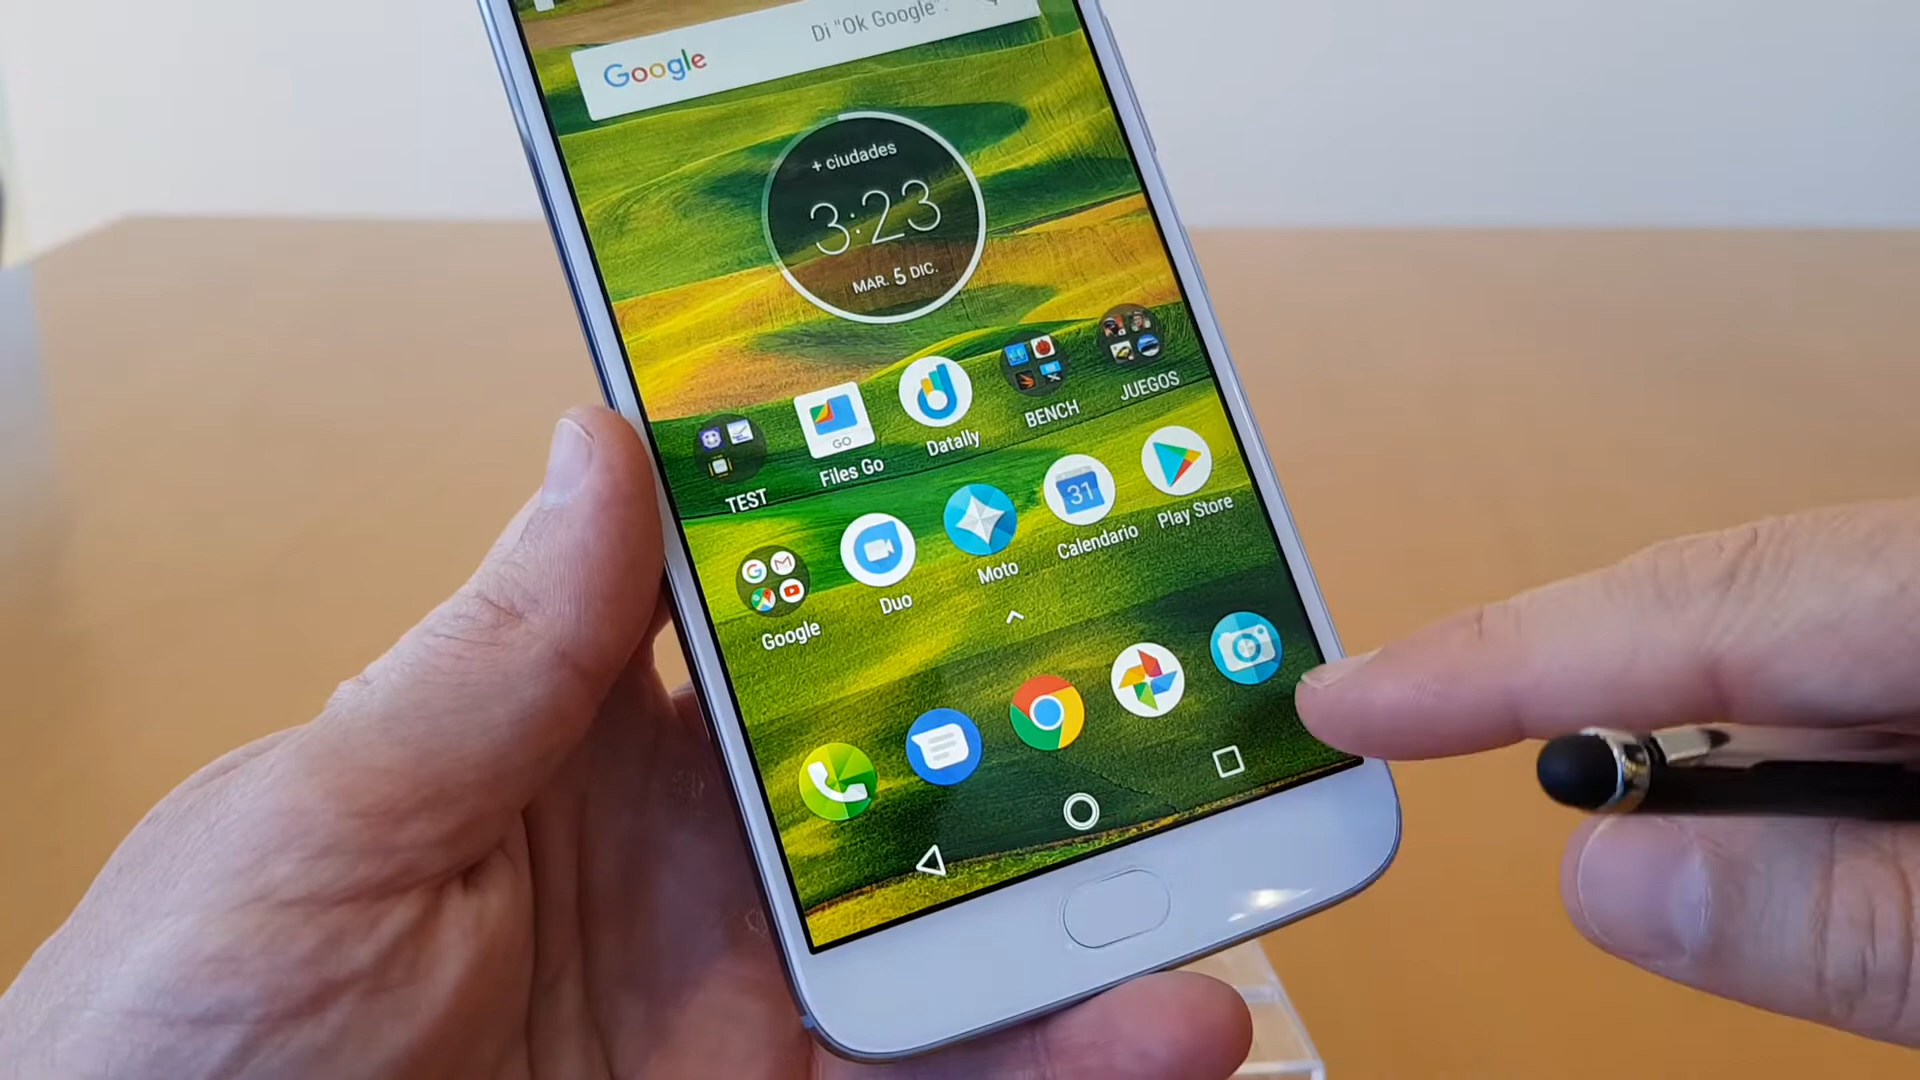 Google Di "Ok Google".
+ ciudades
3:23
MAR. 5 DIC.
TEST
GO
Files Go
Datally
BENCH
JUEGOS
Google
Duo
Moto
31
Calendario
Play Store